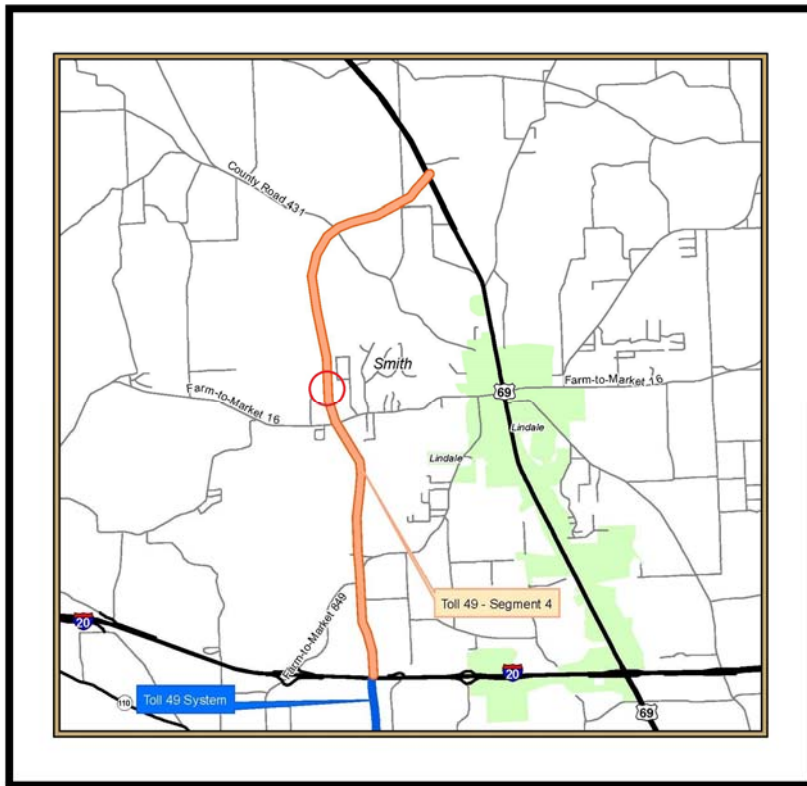 County Road 431
Smith
Farm-to-Market 16
Farm-to-Market 16
69
Lindale
Lindale
Toll 49 - Segment 4
Farm-to-Market 849
20
20
110
Toll 49 System
69